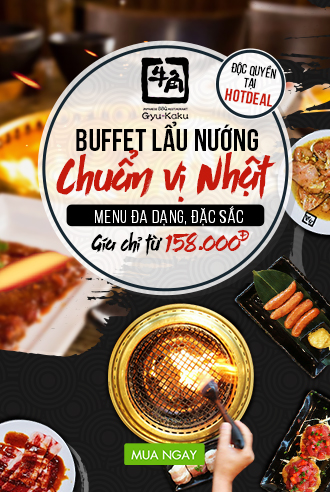 牛角
JAPANESE BBQ RESTAURANT
Gyu-Kaku
ĐỘC QUYỀN
TẠI
HOTDEAL
BUFFET LẨU NƯỚNG
Chuẩn vị Nhật
MENU ĐA DẠNG, ĐẶC SẮC
Giá chỉ từ 158.000Đ
MUA NGAY